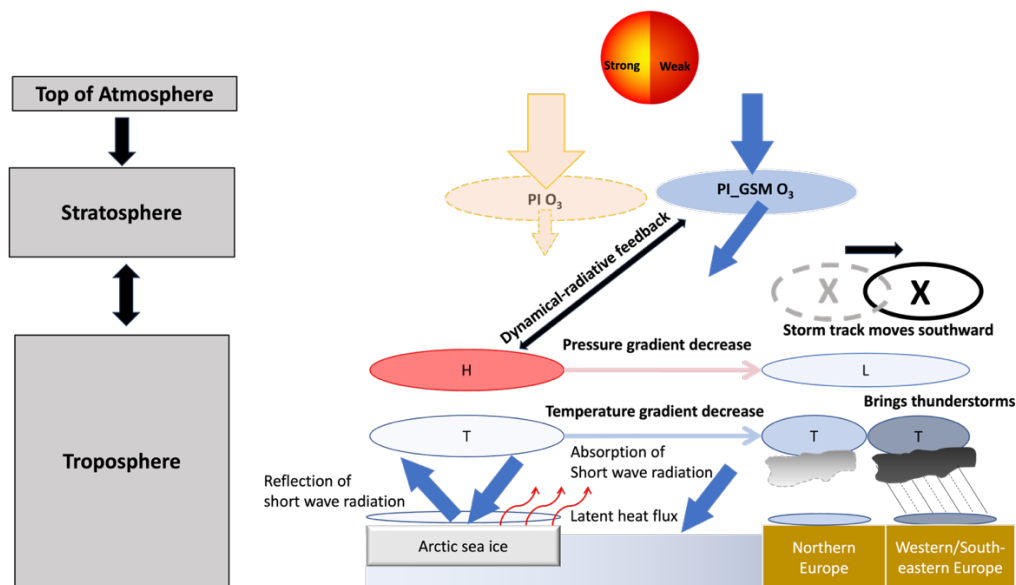 Strong
Weak
Top of Atmosphere
Stratosphere
PI O₃
PI_GSM O₃
Dynamical-radiative feedback
X
X
Storm track moves southward
Pressure gradient decrease
H
L
Troposphere
Temperature gradient decrease
Brings thunderstorms
T
T
T
Reflection of
short wave radiation
Absorption of
Short wave radiation
Latent heat flux
Arctic sea ice
Northern
Europe
Western/South-
eastern Europe